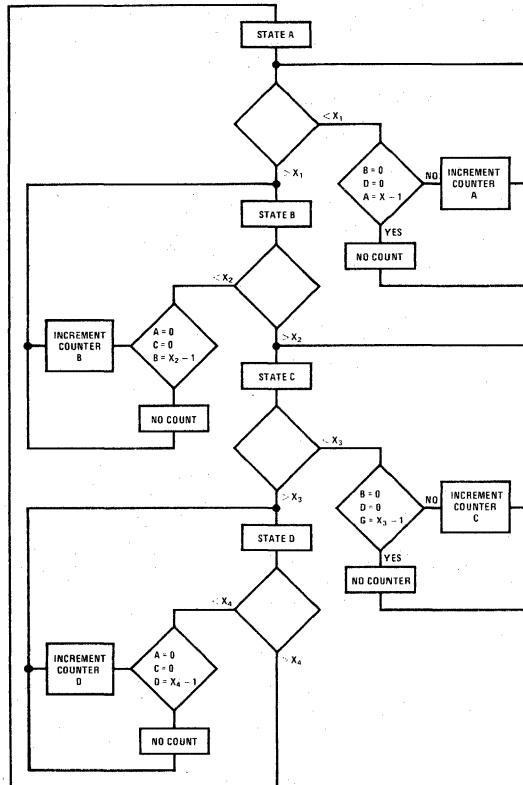 STATE A
< X₁
> X₁
B = 0
D = 0
A = X − 1
NO
INCREMENT
COUNTER
A
YES
NO COUNT
STATE B
< X₂
> X₂
A = 0
C = 0
B = X₂ − 1
INCREMENT
COUNTER
B
NO COUNT
STATE C
< X₃
> X₃
B = 0
D = 0
G = X₃ − 1
NO
INCREMENT
COUNTER
C
YES
NO COUNTER
STATE D
< X₄
> X₄
A = 0
C = 0
D = X₄ − 1
INCREMENT
COUNTER
D
NO COUNT